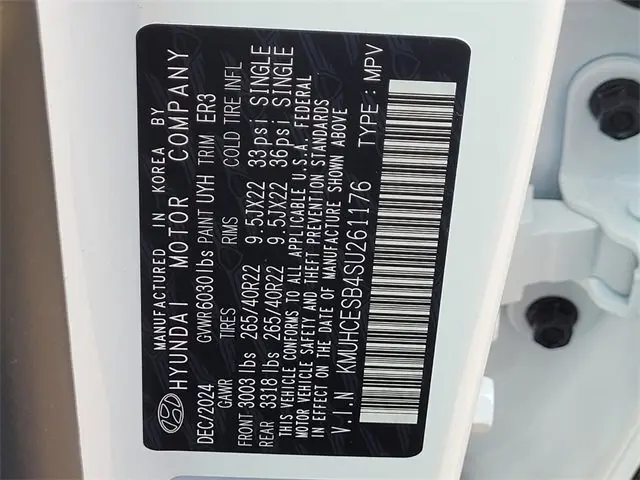 MANUFACTURED IN KOREA BY
HYUNDAI MOTOR COMPANY
DEC/2024 GVWR6030lbs PAINT UYH TRIM ER3
GAWR TIRES RIMS COLD TIRE INFL
FRONT 3003 lbs 265/40R22 9.5JX22 33psi SINGLE
REAR 3318 lbs 265/40R22 9.5JX22 36psi SINGLE
THIS VEHICLE CONFORMS TO ALL APPLICABLE U.S.A. FEDERAL
MOTOR VEHICLE SAFETY AND THEFT PREVENTION STANDARDS
IN EFFECT ON THE DATE OF MANUFACTURE SHOWN ABOVE
V.I.N KMUHCESB4SU261176 TYPE : MPV